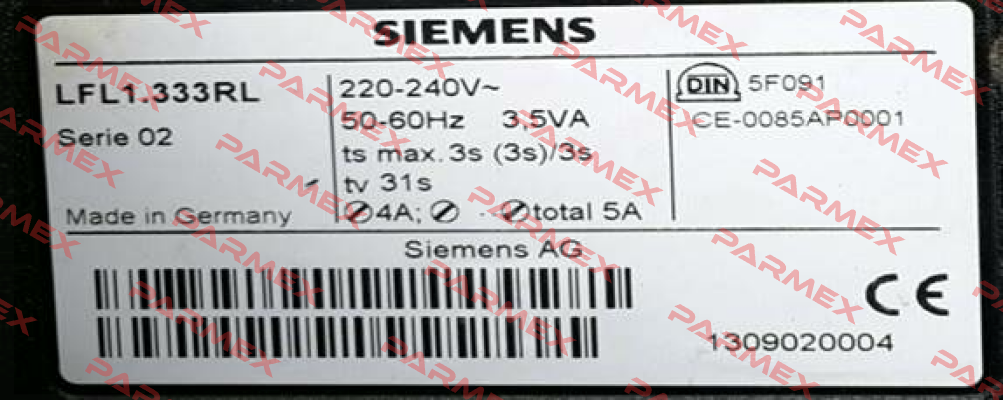 SIEMENS
LFL1.333RL
Serie 02
Made in Germany
220-240V~
50-60Hz 3,5VA
ts max. 3s (3s)/3s
tv 31s
4A; total 5A
DIN 5F091
CE-0085AP0001
Siemens AG
CE
1309020004
PARMEX